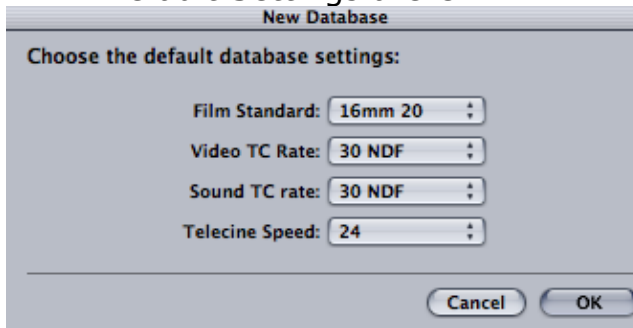 New Database
Choose the default database settings:
Film Standard: 16mm 20
Video TC Rate: 30 NDF
Sound TC rate: 30 NDF
Telecine Speed: 24
Cancel OK